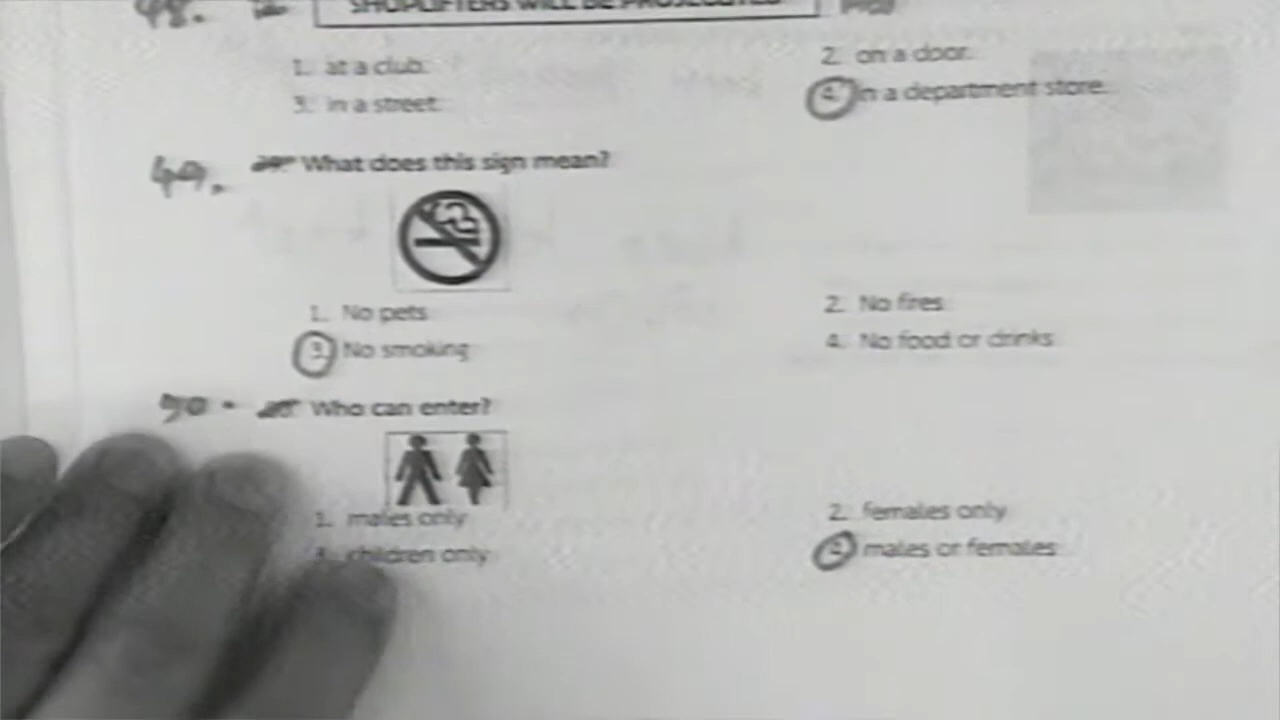 48.
SHOPLIFTERS WILL BE PROSECUTED
1. at a club. 2. on a door.
3. in a street. 4. in a department store.
49. What does this sign mean?
1. No pets 2. No fires
3. No smoking 4. No food or drinks
50. Who can enter?
1. males only 2. females only
3. children only 4. males or females